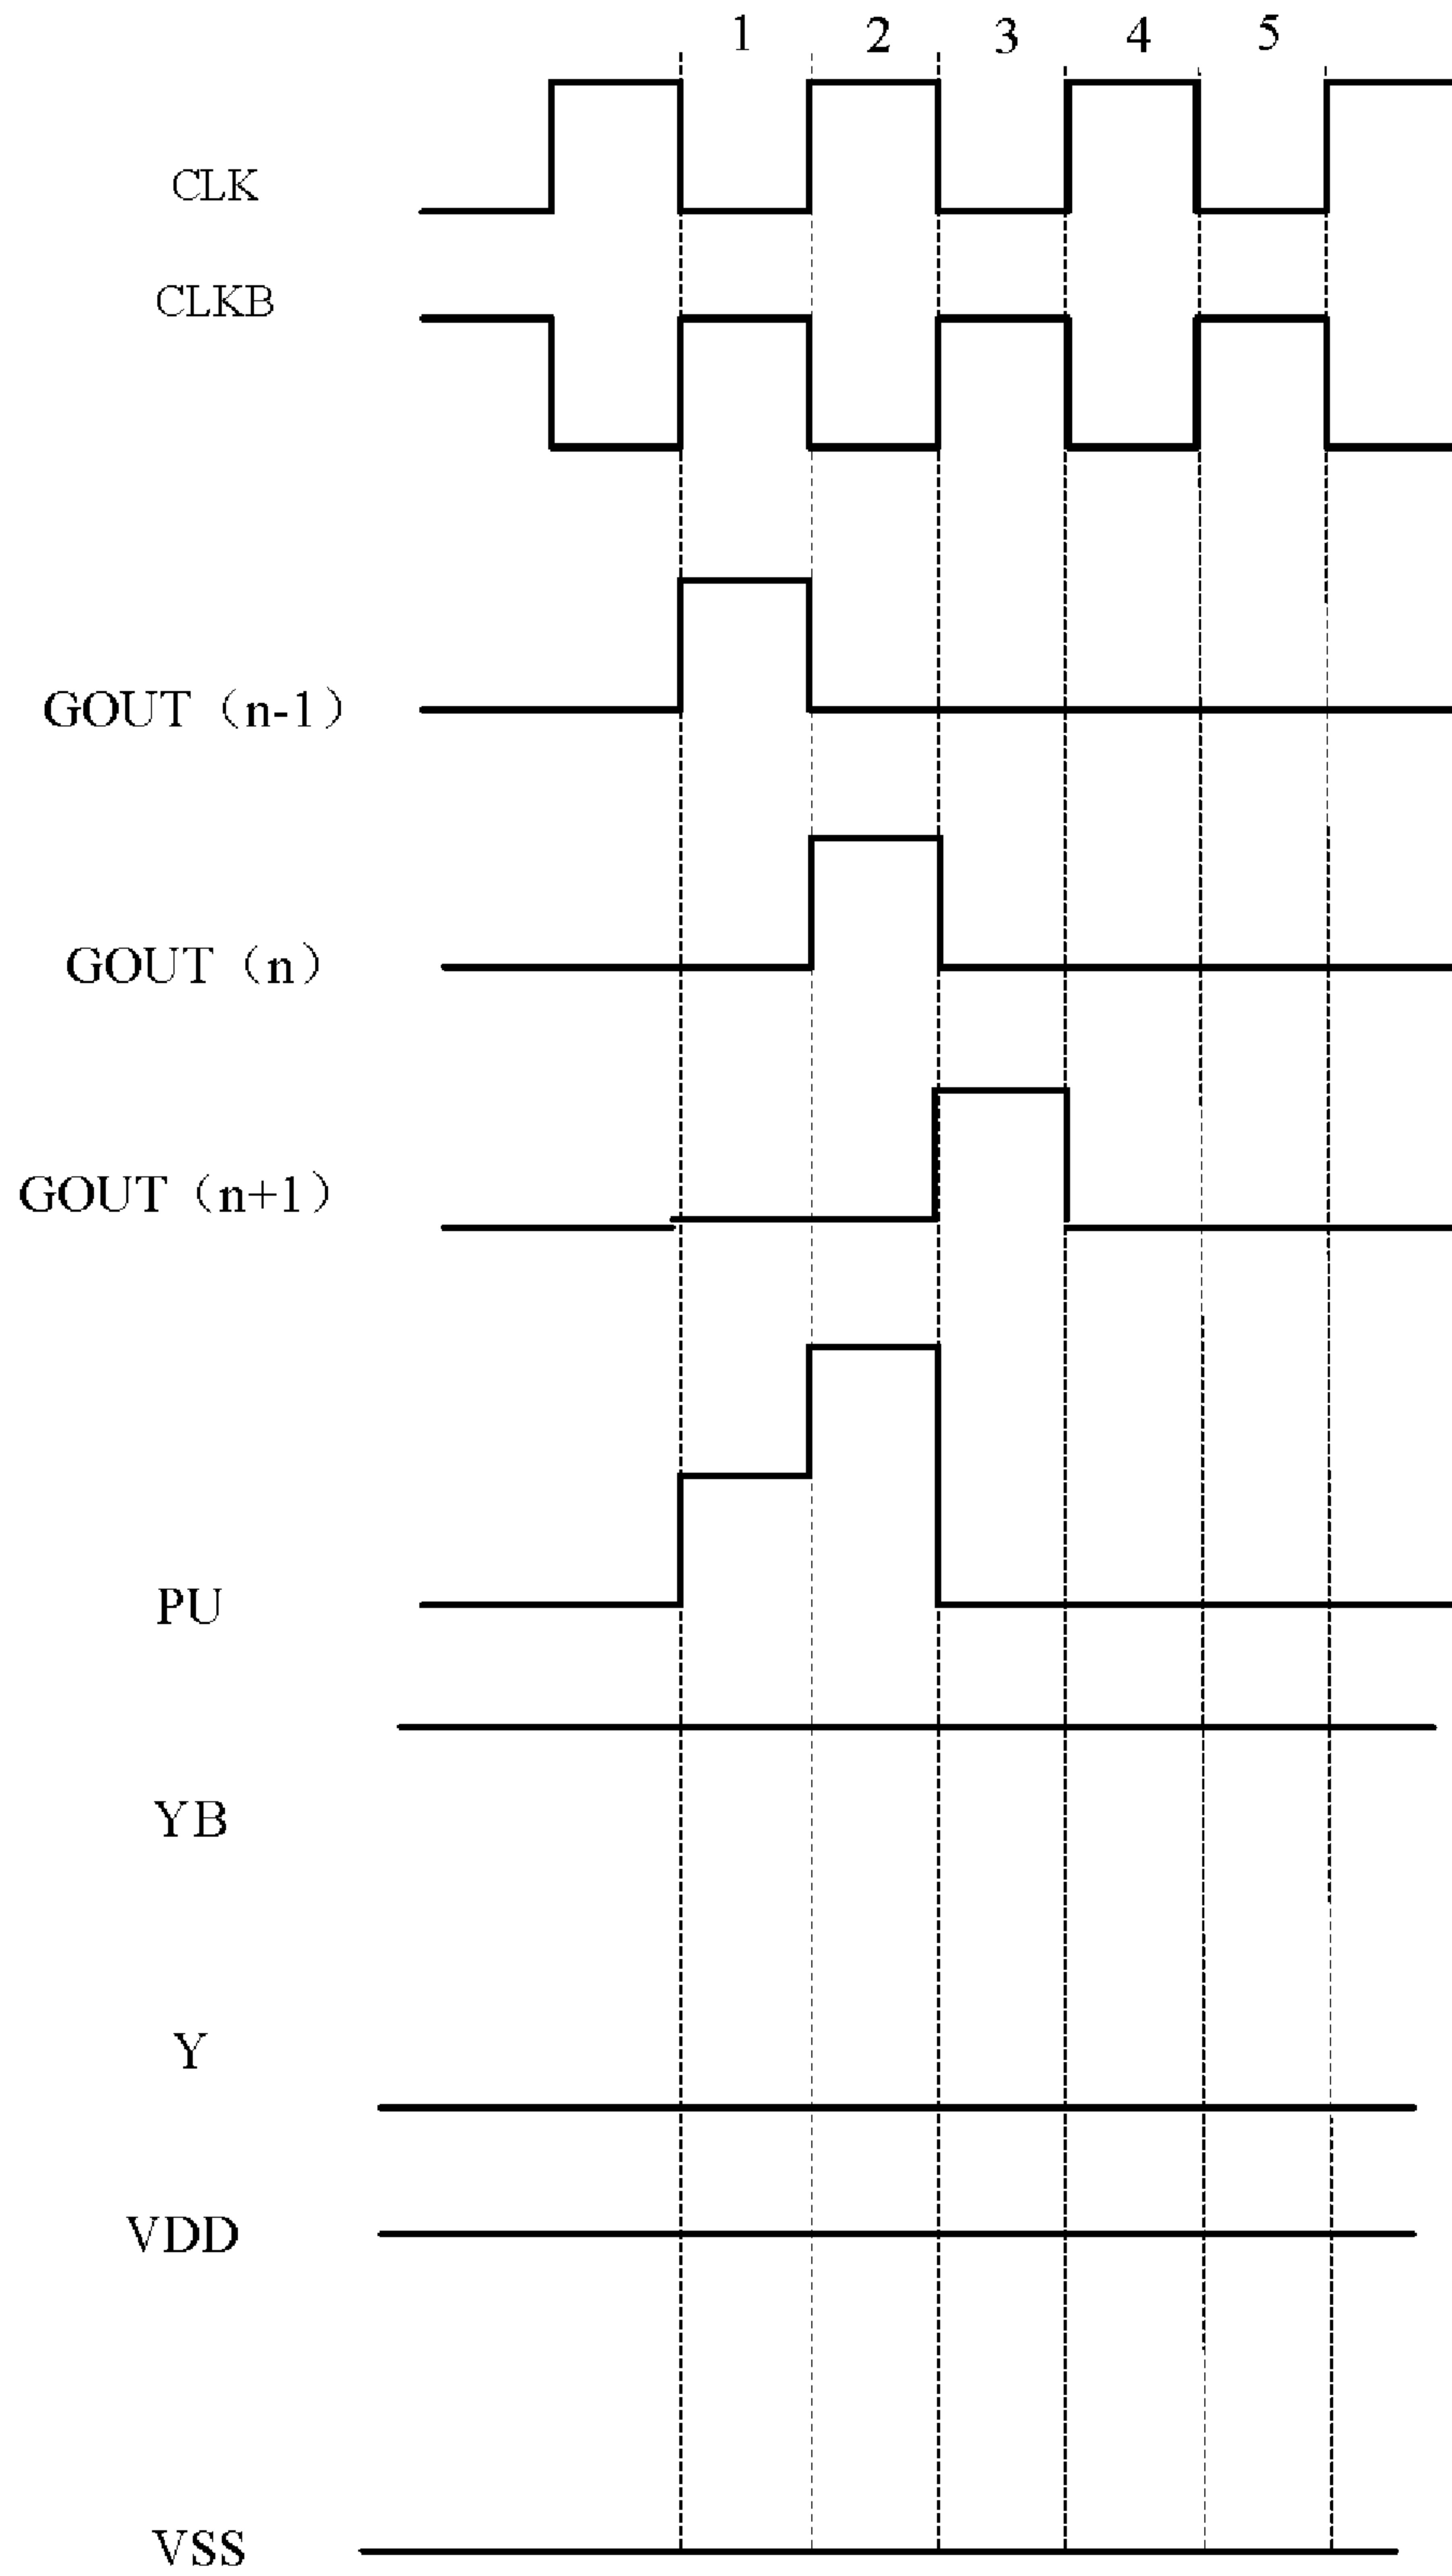 1 2 3 4 5
CLK
CLKB
GOUT（n-1）
GOUT（n）
GOUT（n+1）
PU
YB
Y
VDD
VSS